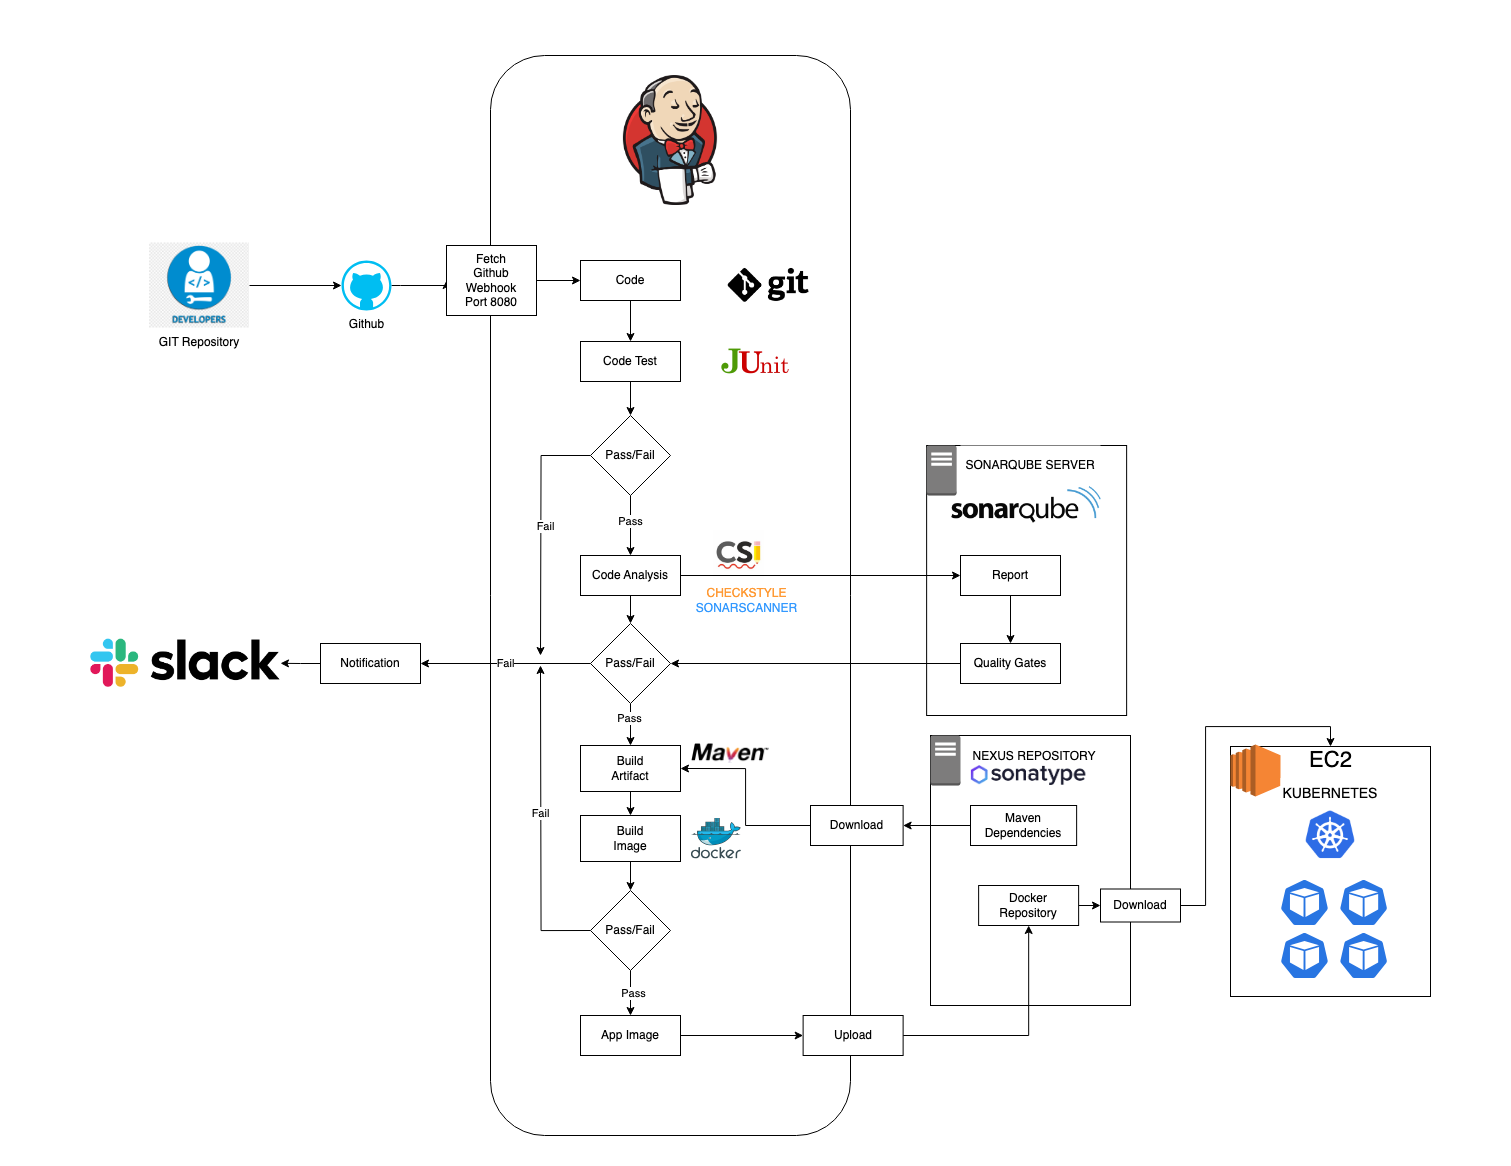 DEVELOPERS
GIT Repository
Github
Fetch
Github
Webhook
Port 8080
Code
git
Code Test
JUnit
Pass/Fail
Fail
Pass
Code Analysis
CSi
CHECKSTYLE
SONARSCANNER
SONARQUBE SERVER
sonarqube
Report
Quality Gates
Pass/Fail
Fail
Notification
slack
Pass
Build
Artifact
Maven™
Build
Image
docker
Fail
Pass/Fail
Pass
App Image
Upload
Download
NEXUS REPOSITORY
sonatype
Maven
Dependencies
Docker
Repository
Download
EC2
KUBERNETES